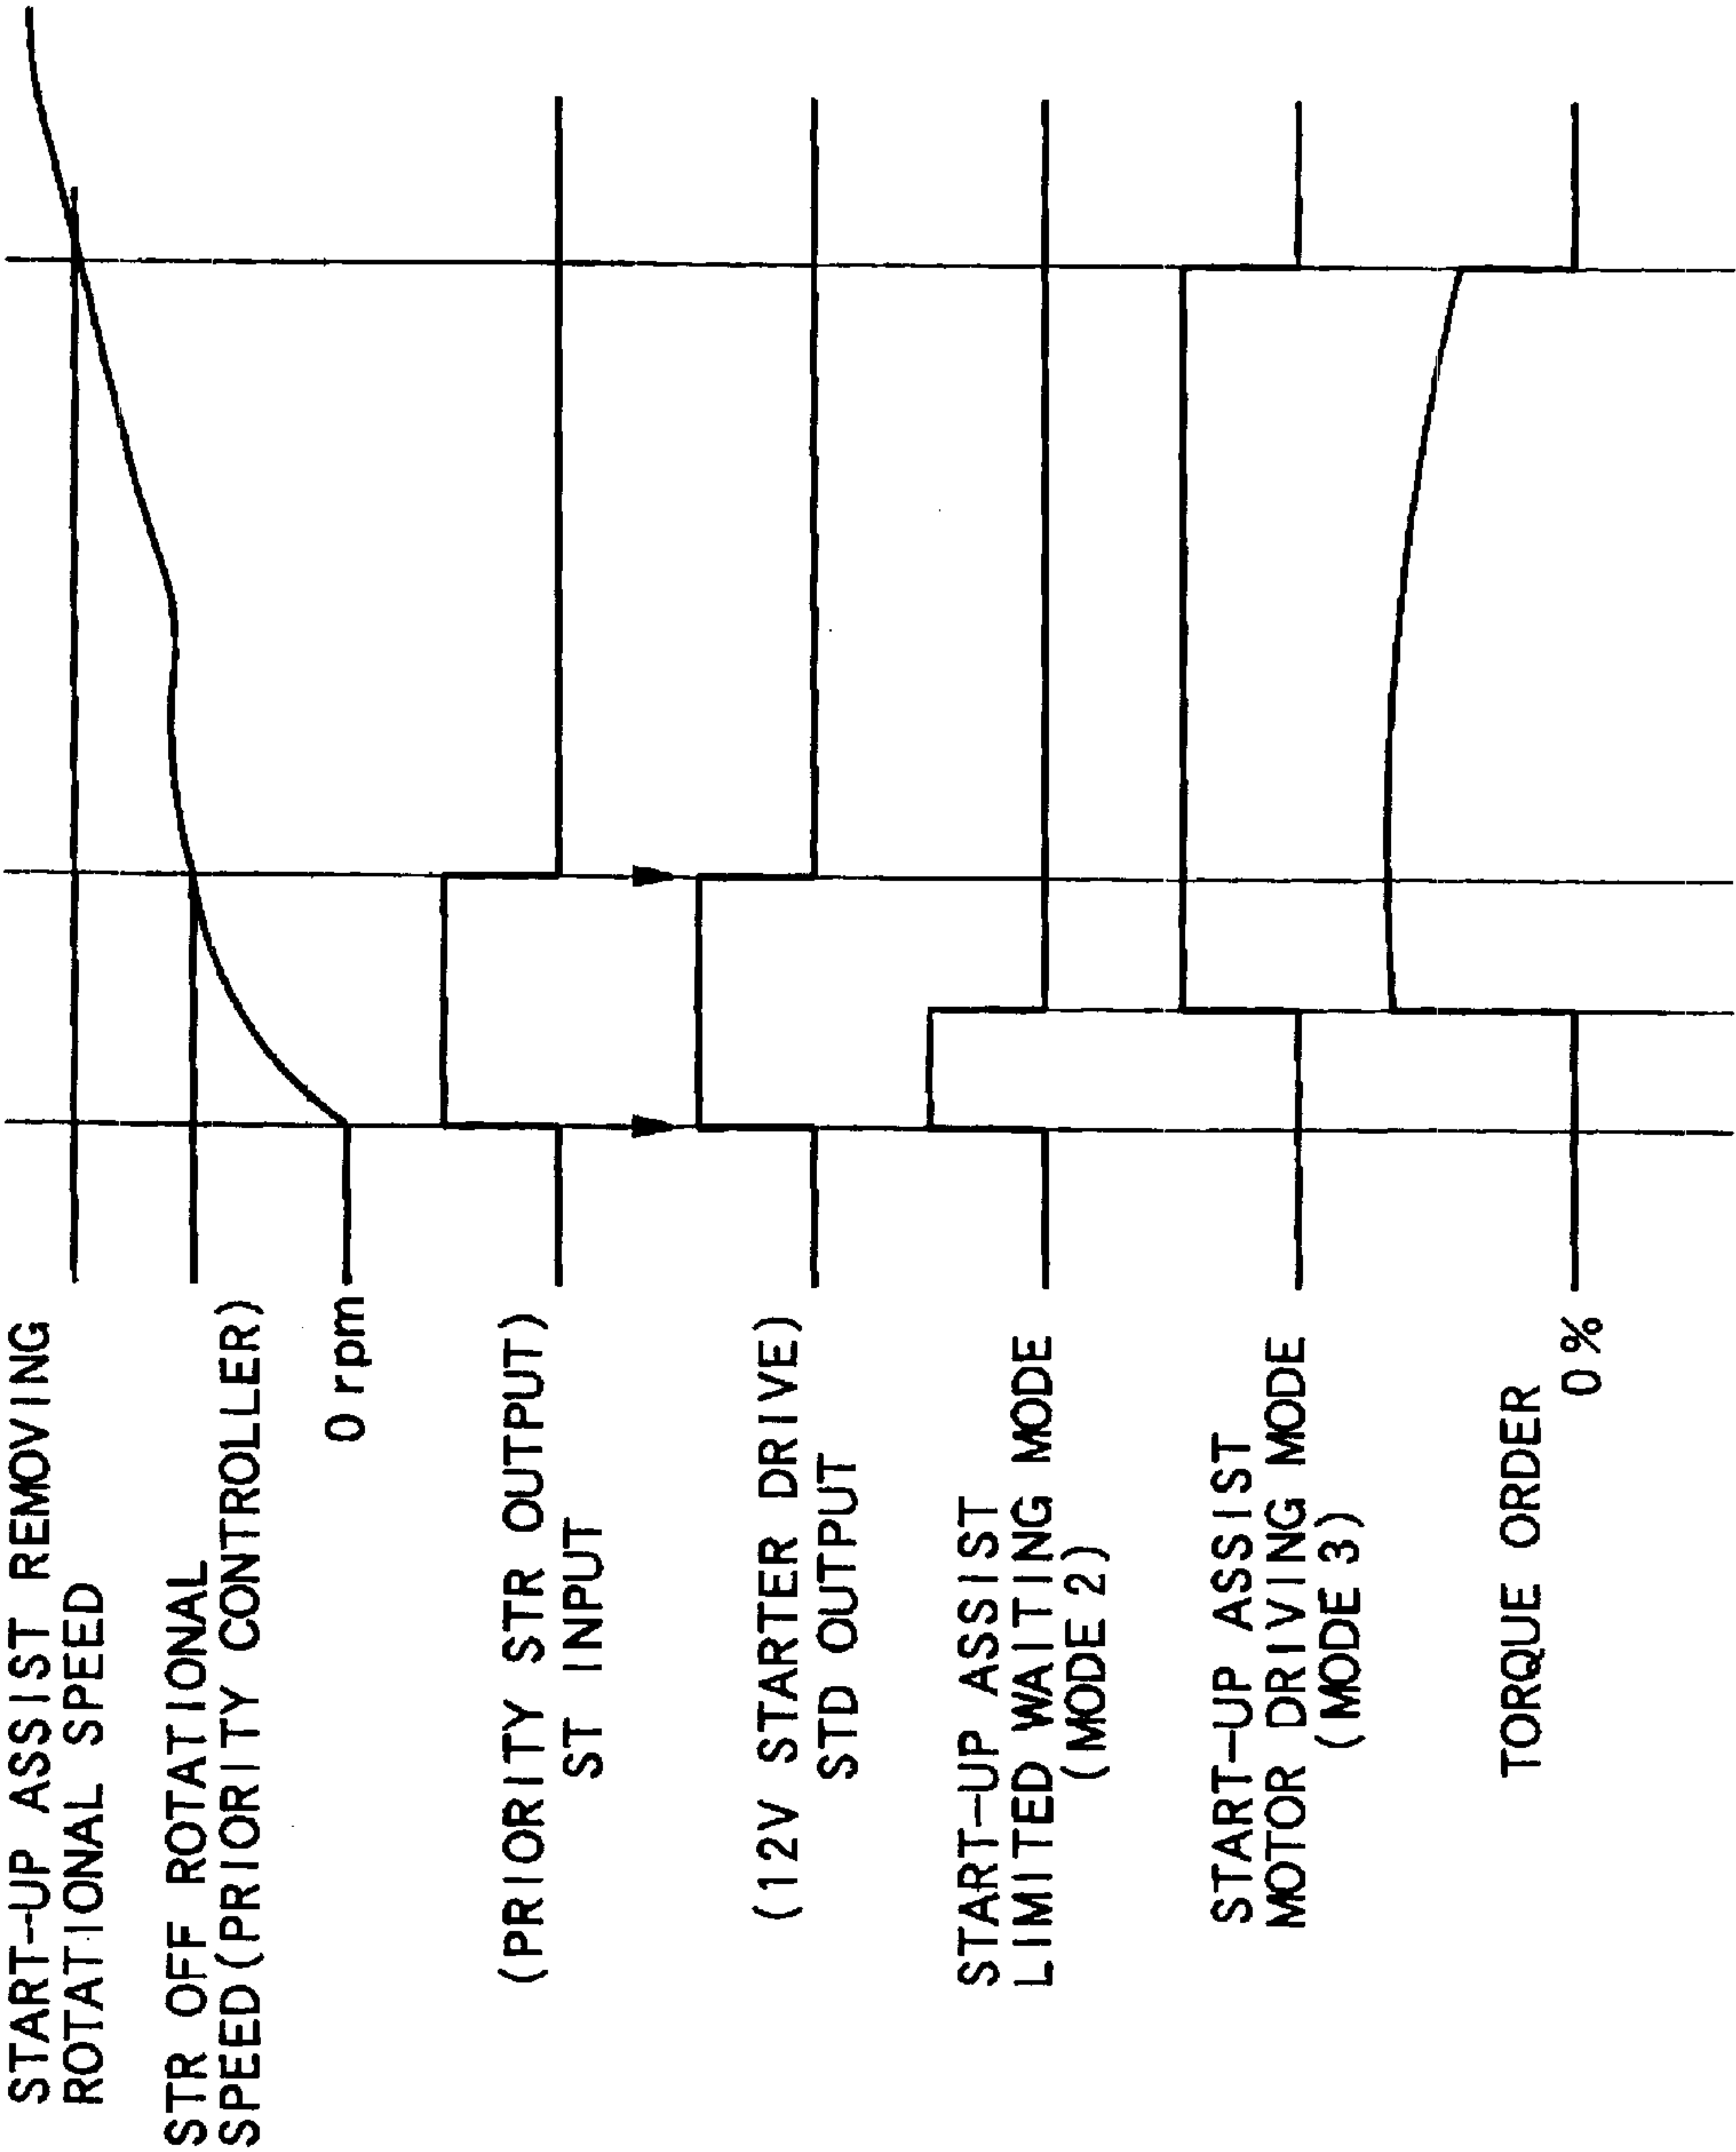 START-UP ASSIST REMOVING
ROTATIONAL SPEED
STR OFF ROTATIONAL
SPEED(PRIORITY CONTROLLER)
0 rpm
(PRIORITY STR OUTPUT)
ST INPUT
(12V STARTER DRIVE)
STD OUTPUT
START-UP ASSIST
LIMITED WAITING MODE
(MODE 2)
START-UP ASSIST
MOTOR DRIVING MODE
(MODE 3)
TORQUE ORDER
0 %